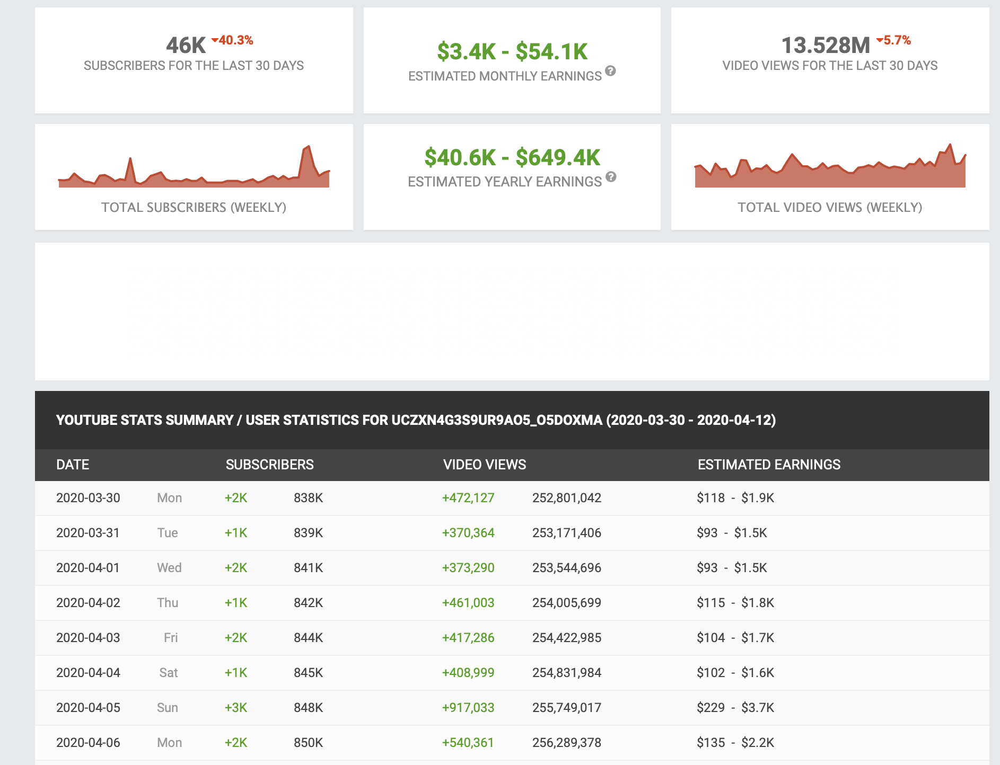 46K 40.3%
SUBSCRIBERS FOR THE LAST 30 DAYS
$3.4K - $54.1K
ESTIMATED MONTHLY EARNINGS ?
13.528M 5.7%
VIDEO VIEWS FOR THE LAST 30 DAYS
TOTAL SUBSCRIBERS (WEEKLY)
$40.6K - $649.4K
ESTIMATED YEARLY EARNINGS ?
TOTAL VIDEO VIEWS (WEEKLY)
YOUTUBE STATS SUMMARY / USER STATISTICS FOR UCZXN4G3S9UR9AO5_O5DOXMA (2020-03-30 - 2020-04-12)
DATE SUBSCRIBERS VIDEO VIEWS ESTIMATED EARNINGS
2020-03-30 Mon +2K 838K +472,127 252,801,042 $118 - $1.9K
2020-03-31 Tue +1K 839K +370,364 253,171,406 $93 - $1.5K
2020-04-01 Wed +2K 841K +373,290 253,544,696 $93 - $1.5K
2020-04-02 Thu +1K 842K +461,003 254,005,699 $115 - $1.8K
2020-04-03 Fri +2K 844K +417,286 254,422,985 $104 - $1.7K
2020-04-04 Sat +1K 845K +408,999 254,831,984 $102 - $1.6K
2020-04-05 Sun +3K 848K +917,033 255,749,017 $229 - $3.7K
2020-04-06 Mon +2K 850K +540,361 256,289,378 $135 - $2.2K